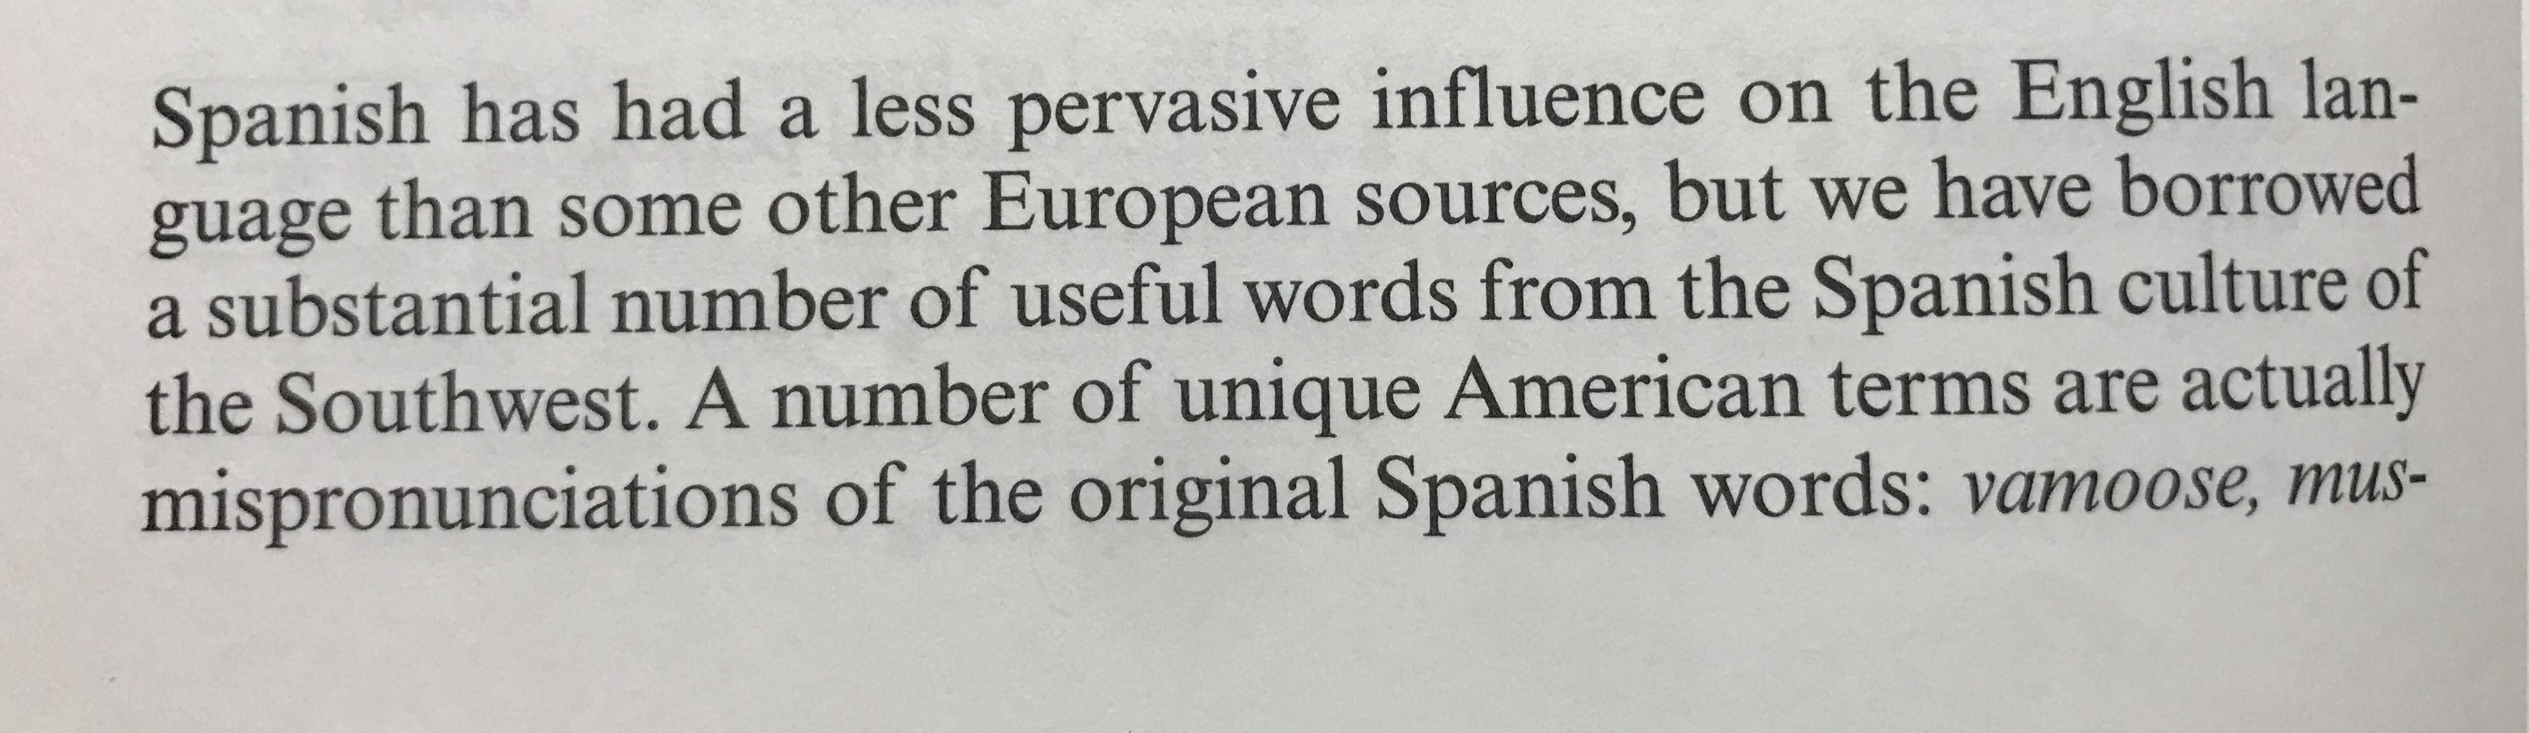 Spanish has had a less pervasive influence on the English lan-
guage than some other European sources, but we have borrowed
a substantial number of useful words from the Spanish culture of
the Southwest. A number of unique American terms are actually
mispronunciations of the original Spanish words: vamoose, mus-